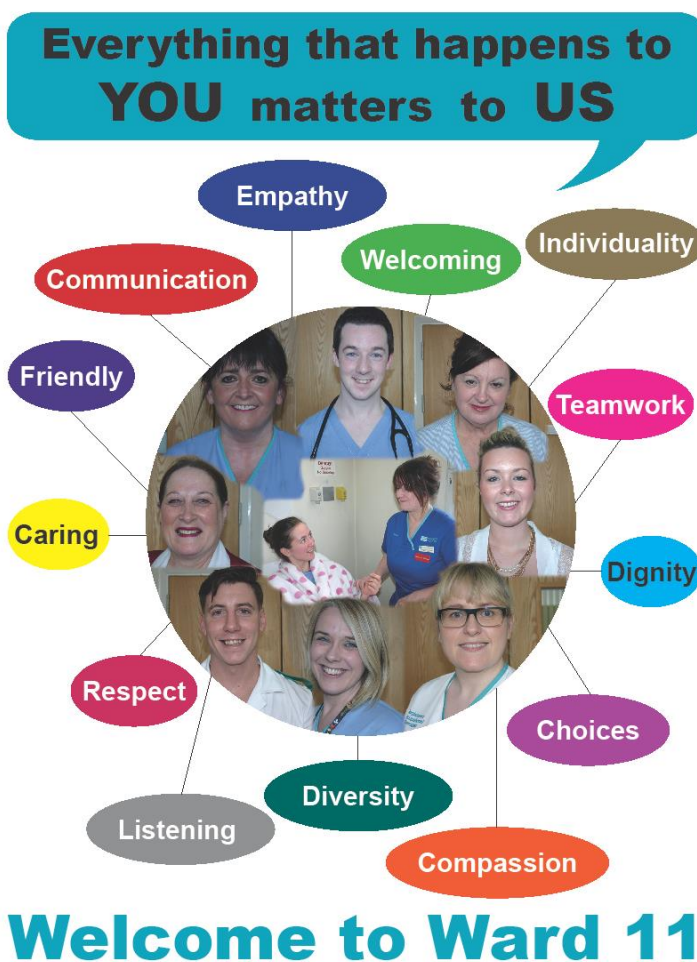 Everything that happens to
YOU matters to US
Empathy
Individuality
Welcoming
Communication
Friendly
Teamwork
Caring
Dignity
Respect
Choices
Diversity
Listening
Compassion
Welcome to Ward 11